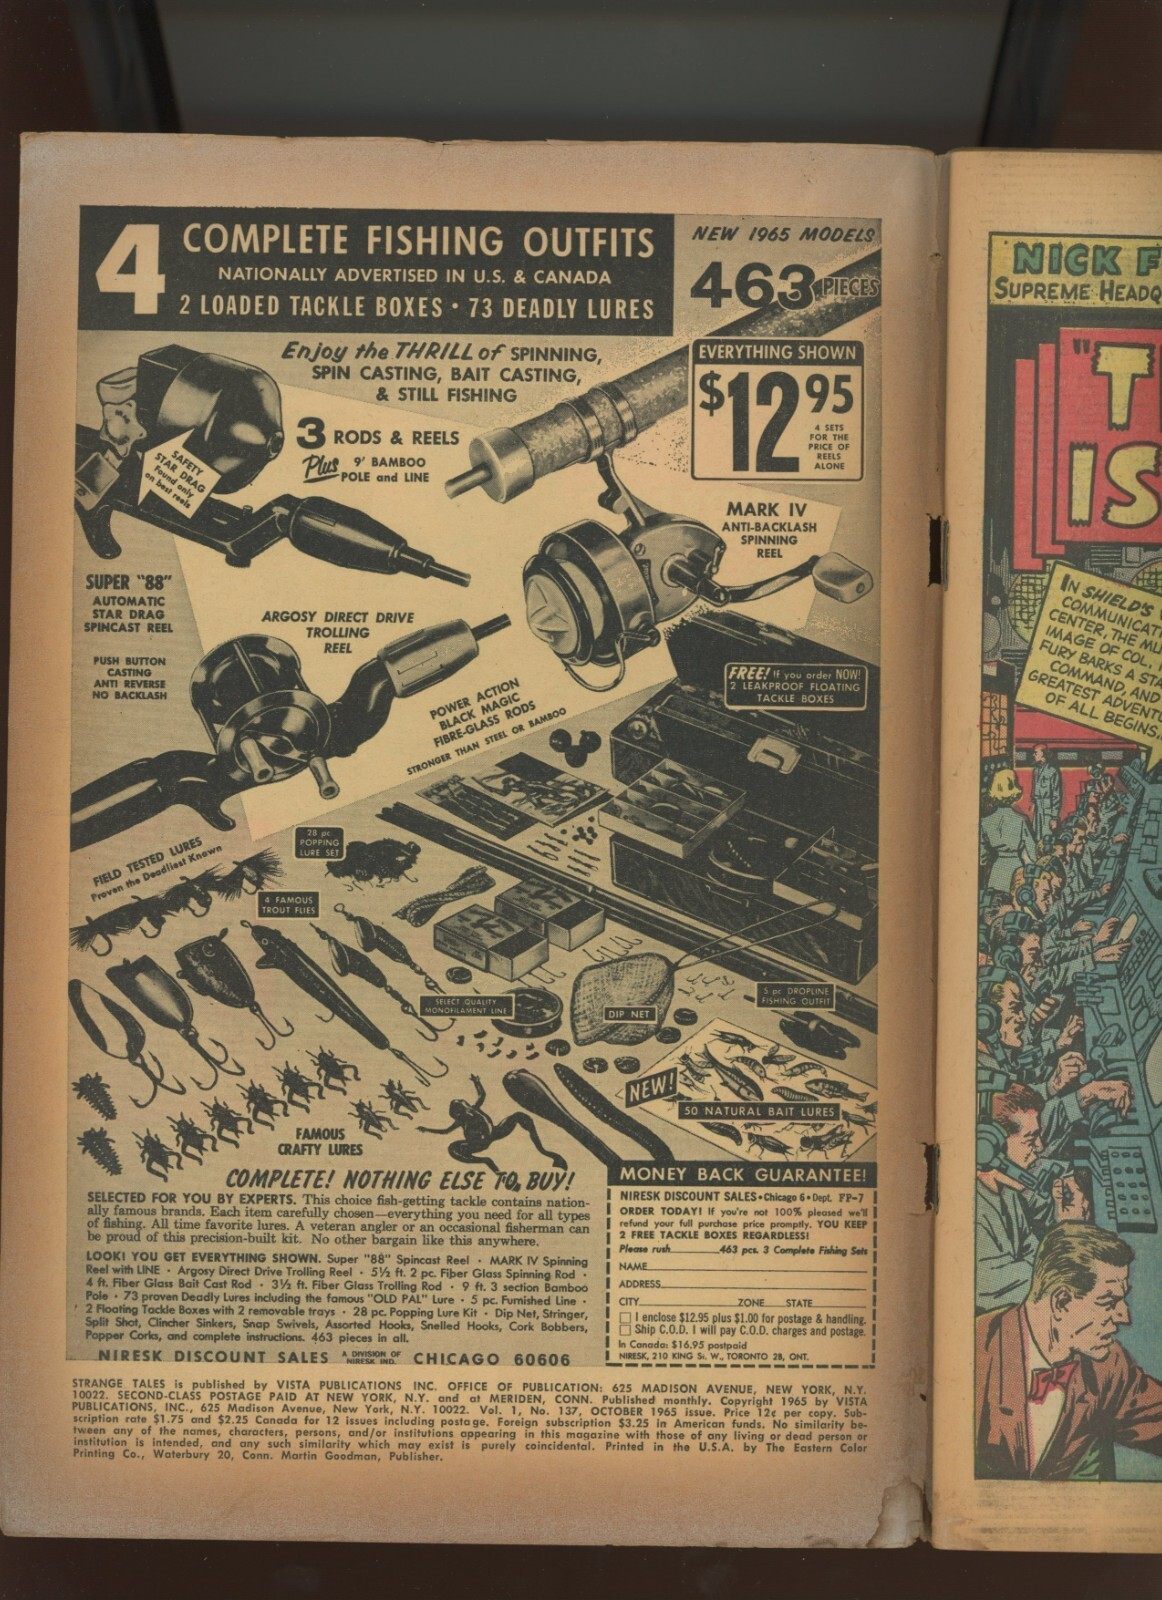 4 COMPLETE FISHING OUTFITS
NATIONALLY ADVERTISED IN U.S. & CANADA
2 LOADED TACKLE BOXES · 73 DEADLY LURES
NEW 1965 MODELS
463 PIECES
Enjoy the THRILL of SPINNING,
SPIN CASTING, BAIT CASTING,
& STILL FISHING
EVERYTHING SHOWN
$12.95
4 SETS
FOR THE
PRICE OF
REELS
ALONE
3 RODS & REELS
Plus 9' BAMBOO
POLE and LINE
SAFETY
STAR DRAG
Found only
on best reels
MARK IV
ANTI-BACKLASH
SPINNING
REEL
SUPER "88"
AUTOMATIC
STAR DRAG
SPINCAST REEL
PUSH BUTTON
CASTING
ANTI REVERSE
NO BACKLASH
ARGOSY DIRECT DRIVE
TROLLING
REEL
POWER ACTION
BLACK MAGIC
FIBRE-GLASS RODS
STRONGER THAN STEEL OR BAMBOO
FREE! If you order NOW!
2 LEAKPROOF FLOATING
TACKLE BOXES
FIELD TESTED LURES
Proven the Deadliest Known
28 pc.
POPPING
LURE SET
4 FAMOUS
TROUT FLIES
SELECT QUALITY
MONOFILAMENT LINE
DIP NET
5 pc DROPLINE
FISHING OUTFIT
NEW!
50 NATURAL BAIT LURES
FAMOUS
CRAFTY LURES
COMPLETE! NOTHING ELSE TO BUY!
SELECTED FOR YOU BY EXPERTS. This choice fish-getting tackle contains nation-
ally famous brands. Each item carefully chosen—everything you need for all types
of fishing. All time favorite lures. A veteran angler or an occasional fisherman can
be proud of this precision-built kit. No other bargain like this anywhere.
LOOK! YOU GET EVERYTHING SHOWN. Super "88" Spincast Reel · MARK IV Spinning
Reel with LINE · Argosy Direct Drive Trolling Reel · 5½ ft. 2 pc. Fiber Glass Spinning Rod ·
4 ft. Fiber Glass Bait Cast Rod · 3½ ft. Fiber Glass Trolling Rod · 9 ft. 3 section Bamboo
Pole · 73 proven Deadly Lures including the famous "OLD PAL" Lure · 5 pc. Furnished Line ·
2 Floating Tackle Boxes with 2 removable trays · 28 pc. Popping Lure Kit · Dip Net, Stringer,
Split Shot, Clincher Sinkers, Snap Swivels, Assorted Hooks, Snelled Hooks, Cork Bobbers,
Popper Corks, and complete instructions. 463 pieces in all.
NIRESK DISCOUNT SALES A DIVISION OF NIRESK IND. CHICAGO 60606
MONEY BACK GUARANTEE!
NIRESK DISCOUNT SALES • Chicago 6 • Dept. FF-7
ORDER TODAY! If you're not 100% pleased we'll
refund your full purchase price promptly. YOU KEEP
2 FREE TACKLE BOXES REGARDLESS!
Please rush 463 pcs. 3 Complete Fishing Sets
NAME
ADDRESS
CITY ZONE STATE
I enclose $12.95 plus $1.00 for postage & handling.
Ship C.O.D. I will pay C.O.D. charges and postage.
In Canada: $16.95 postpaid
NIRESK, 210 KING St. W., TORONTO 28, ONT.
STRANGE TALES is published by VISTA PUBLICATIONS INC. OFFICE OF PUBLICATION: 625 MADISON AVENUE, NEW YORK, N.Y.
10022. SECOND-CLASS POSTAGE PAID AT NEW YORK, N.Y. and at MERIDEN, CONN. Published monthly. Copyright 1965 by VISTA
PUBLICATIONS, INC., 625 Madison Avenue, New York, N.Y. 10022. Vol. 1, No. 137, OCTOBER 1965 issue. Price 12¢ per copy. Sub-
scription rate $1.75 and $2.25 Canada for 12 issues including postage. Foreign subscription $3.25 in American funds. No similarity be-
tween any of the names, characters, persons, and/or institutions appearing in this magazine with those of any living or dead person or
institution is intended, and any such similarity which may exist is purely coincidental. Printed in the U.S.A. by The Eastern Color
Printing Co., Waterbury 20, Conn. Martin Goodman, Publisher.
NICK F
SUPREME HEADQ
"T
IS
IN SHIELD'S
COMMUNICATI
CENTER, THE MU
IMAGE OF COL.
FURY BARKS A STA
COMMAND, AND
GREATEST ADVENTU
OF ALL BEGINS..